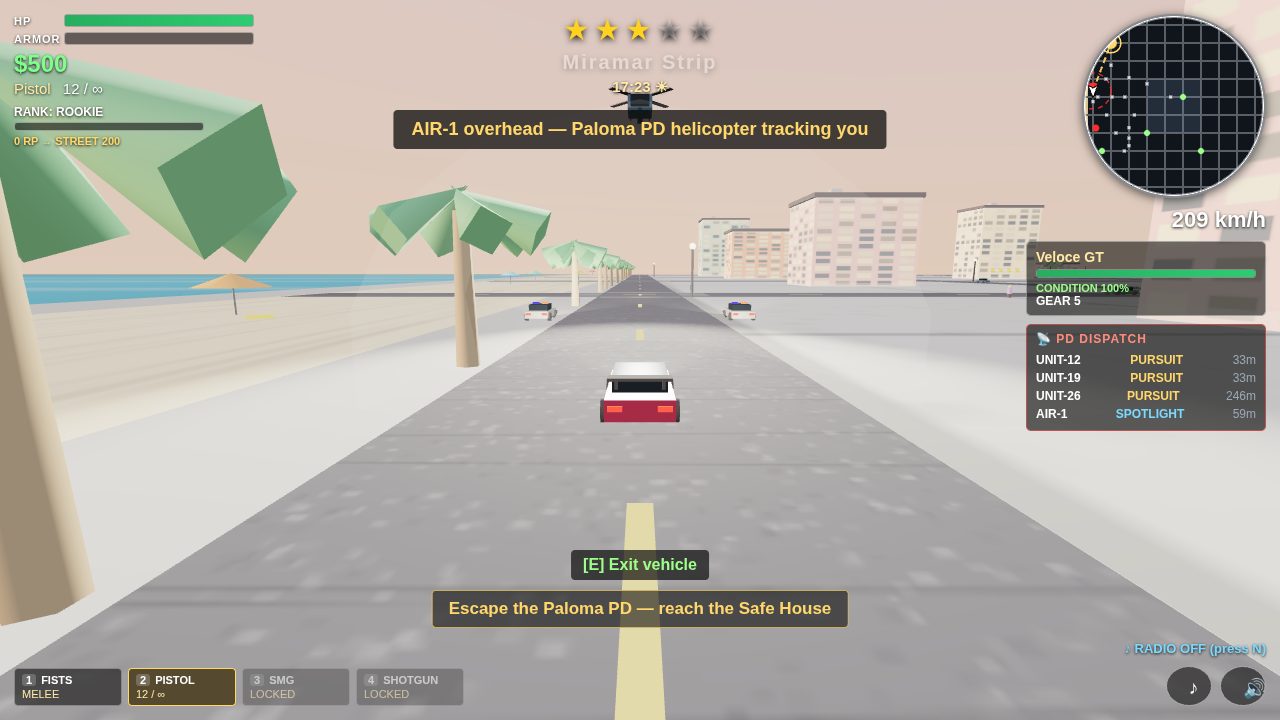 HP
ARMOR
$500
Pistol 12 / ∞
RANK: ROOKIE
0 RP → STREET 200
★★★★★
Miramar Strip
17:23 ☀
AIR-1 overhead — Paloma PD helicopter tracking you
209 km/h
Veloce GT
CONDITION 100%
GEAR 5
📡 PD DISPATCH
UNIT-12 PURSUIT 33m
UNIT-19 PURSUIT 33m
UNIT-26 PURSUIT 246m
AIR-1 SPOTLIGHT 59m
[E] Exit vehicle
Escape the Paloma PD — reach the Safe House
♪ RADIO OFF (press N)
1 FISTS
MELEE
2 PISTOL
12 / ∞
3 SMG
LOCKED
4 SHOTGUN
LOCKED
♪ 🔊